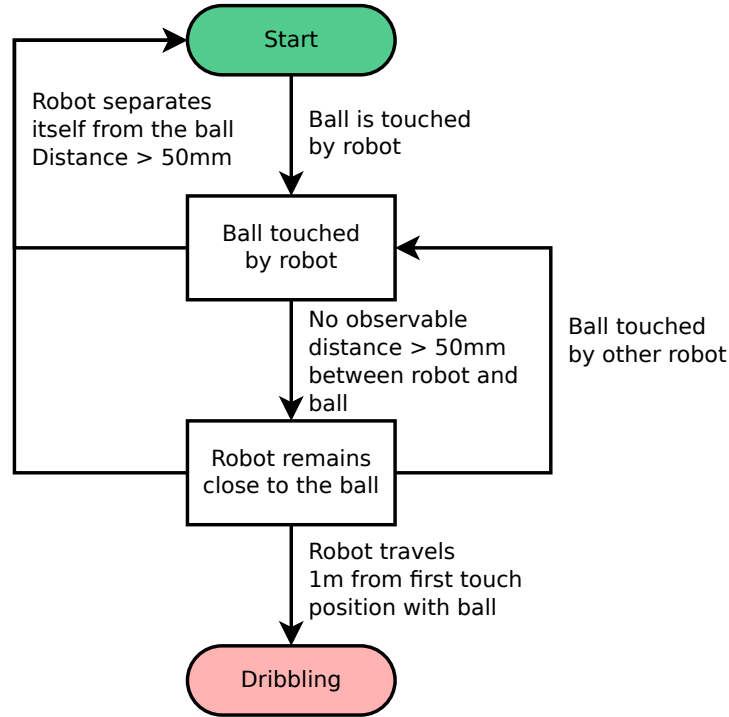 Start
Robot separates
itself from the ball
Distance > 50mm
Ball is touched
by robot
Ball touched
by robot
No observable
distance > 50mm
between robot and
ball
Ball touched
by other robot
Robot remains
close to the ball
Robot travels
1m from first touch
position with ball
Dribbling